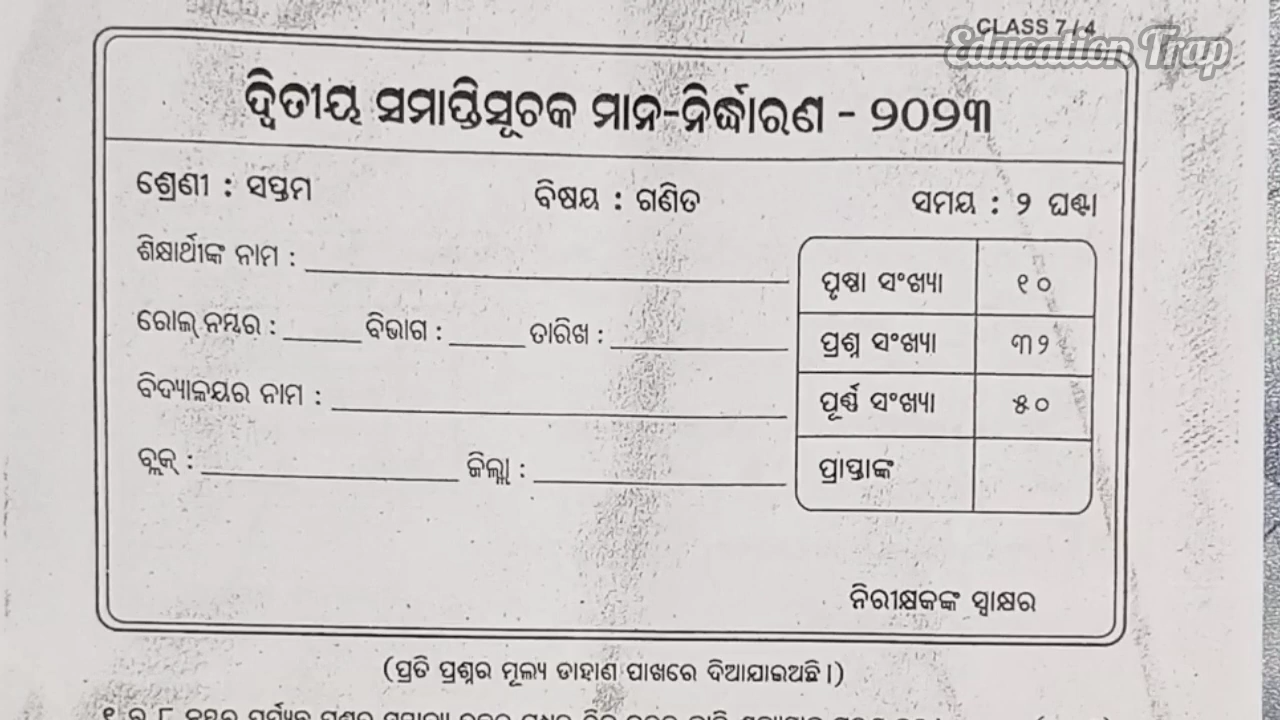 CLASS 7 / 4
Education Trap
ଦ୍ଵିତୀୟ ସମାପ୍ତିସୂଚକ ମାନ-ନିର୍ଦ୍ଧାରଣ - ୨୦୨୩
ଶ୍ରେଣୀ : ସପ୍ତମ ବିଷୟ : ଗଣିତ ସମୟ : ୨ ଘଣ୍ଟା
ଶିକ୍ଷାର୍ଥୀଙ୍କ ନାମ :
ରୋଲ୍ ନମ୍ବର : ବିଭାଗ : ତାରିଖ :
ବିଦ୍ୟାଳୟର ନାମ :
ବ୍ଲକ୍ : ଜିଲ୍ଲା :
ପୃଷ୍ଠା ସଂଖ୍ୟା ୧୦
ପ୍ରଶ୍ନ ସଂଖ୍ୟା ୩୨
ପୂର୍ଣ୍ଣ ସଂଖ୍ୟା ୫୦
ପ୍ରାପ୍ତାଙ୍କ
ନିରୀକ୍ଷକଙ୍କ ସ୍ୱାକ୍ଷର
(ପ୍ରତି ପ୍ରଶ୍ନର ମୂଲ୍ୟ ଡାହାଣ ପାଖରେ ଦିଆଯାଇଅଛି।)